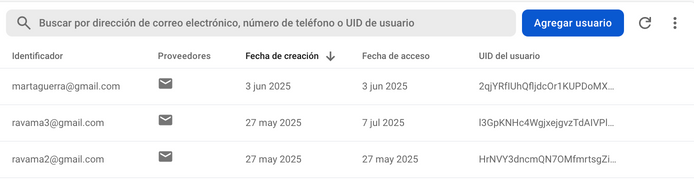 Buscar por dirección de correo electrónico, número de teléfono o UID de usuario Agregar usuario
Identificador Proveedores Fecha de creación Fecha de acceso UID del usuario
martaguerra@gmail.com 3 jun 2025 3 jun 2025 2qjYRfIUhQfljdcOr1KUPDoMX...
ravama3@gmail.com 27 may 2025 7 jul 2025 l3GpKNHc4WgjxejgvzTdAIVPl...
ravama2@gmail.com 27 may 2025 27 may 2025 HrNVY3dncmQN7OMfmrtsgZi...